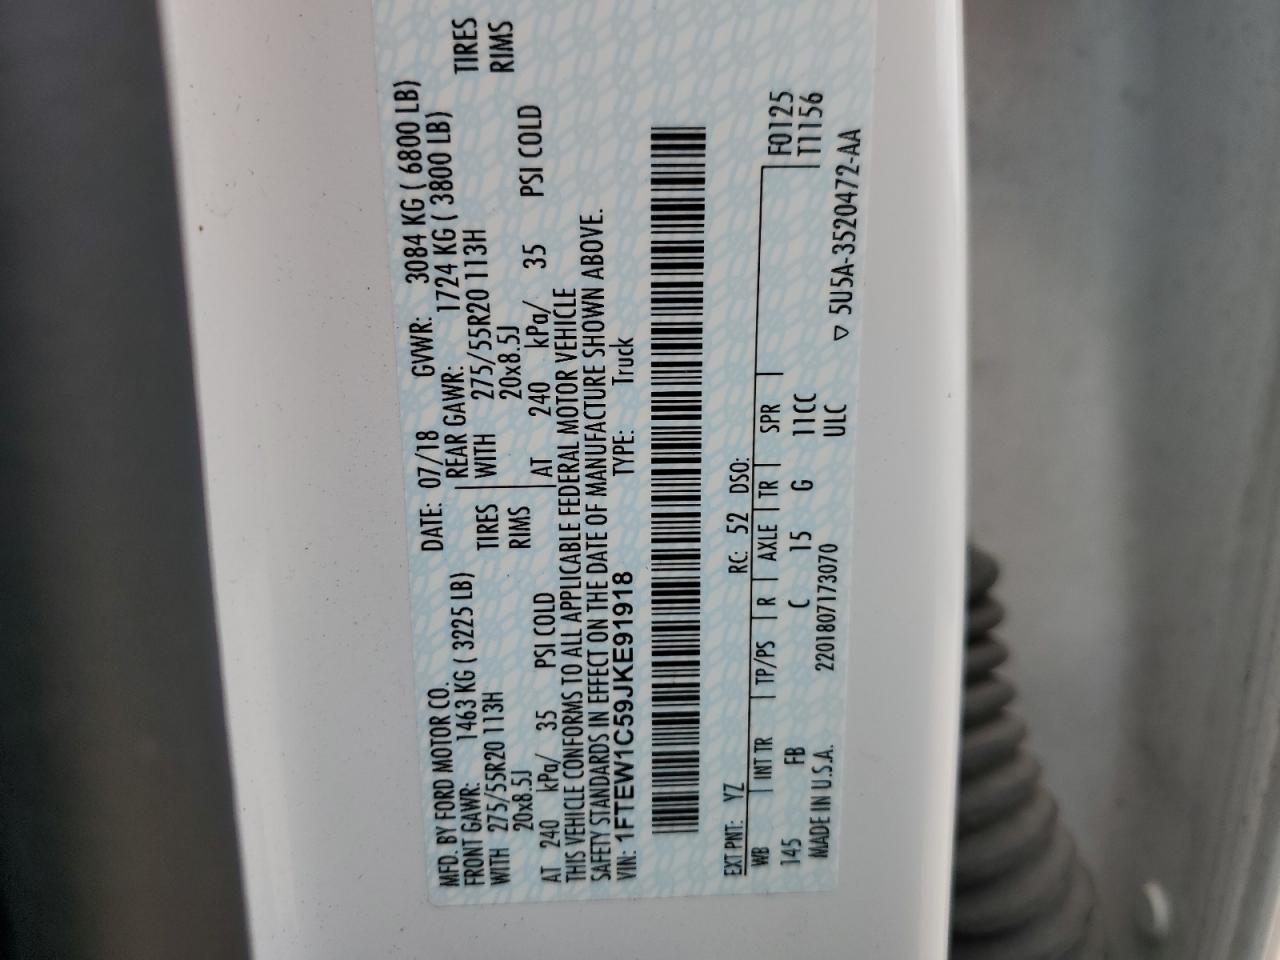 MFD. BY FORD MOTOR CO.
DATE: 07/18 GVWR: 3084 KG ( 6800 LB)
FRONT GAWR: 1463 KG ( 3225 LB) REAR GAWR: 1724 KG ( 3800 LB)
WITH 275/55R20 113H TIRES WITH 275/55R20 113H TIRES
20x8.5J RIMS 20x8.5J RIMS
AT 240 kPa/ 35 PSI COLD AT 240 kPa/ 35 PSI COLD
THIS VEHICLE CONFORMS TO ALL APPLICABLE FEDERAL MOTOR VEHICLE
SAFETY STANDARDS IN EFFECT ON THE DATE OF MANUFACTURE SHOWN ABOVE.
VIN: 1FTEW1C59JKE91918 TYPE: Truck
EXT PNT: YZ RC: 52 DSO:
WB INT TR TP/PS R AXLE TR SPR F0125
145 FB C 15 G 11CC T1156
ULC
MADE IN U.S.A. 2201807173070 ▽ 5U5A-3520472-AA